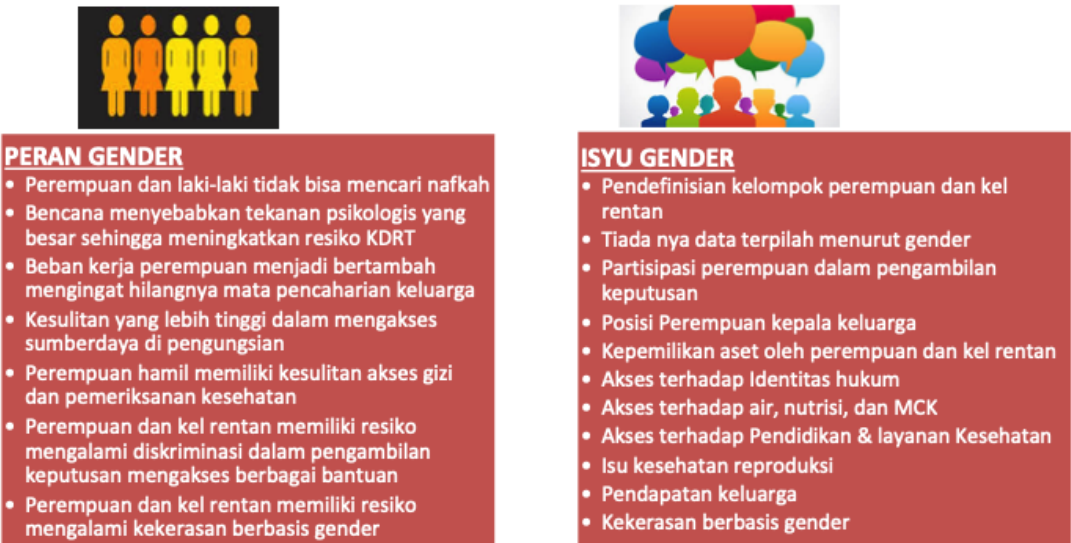 PERAN GENDER
• Perempuan dan laki-laki tidak bisa mencari nafkah
• Bencana menyebabkan tekanan psikologis yang
besar sehingga meningkatkan resiko KDRT
• Beban kerja perempuan menjadi bertambah
mengingat hilangnya mata pencaharian keluarga
• Kesulitan yang lebih tinggi dalam mengakses
sumberdaya di pengungsian
• Perempuan hamil memiliki kesulitan akses gizi
dan pemeriksanan kesehatan
• Perempuan dan kel rentan memiliki resiko
mengalami diskriminasi dalam pengambilan
keputusan mengakses berbagai bantuan
• Perempuan dan kel rentan memiliki resiko
mengalami kekerasan berbasis gender
ISYU GENDER
• Pendefinisian kelompok perempuan dan kel
rentan
• Tiada nya data terpilah menurut gender
• Partisipasi perempuan dalam pengambilan
keputusan
• Posisi Perempuan kepala keluarga
• Kepemilikan aset oleh perempuan dan kel rentan
• Akses terhadap Identitas hukum
• Akses terhadap air, nutrisi, dan MCK
• Akses terhadap Pendidikan & layanan Kesehatan
• Isu kesehatan reproduksi
• Pendapatan keluarga
• Kekerasan berbasis gender